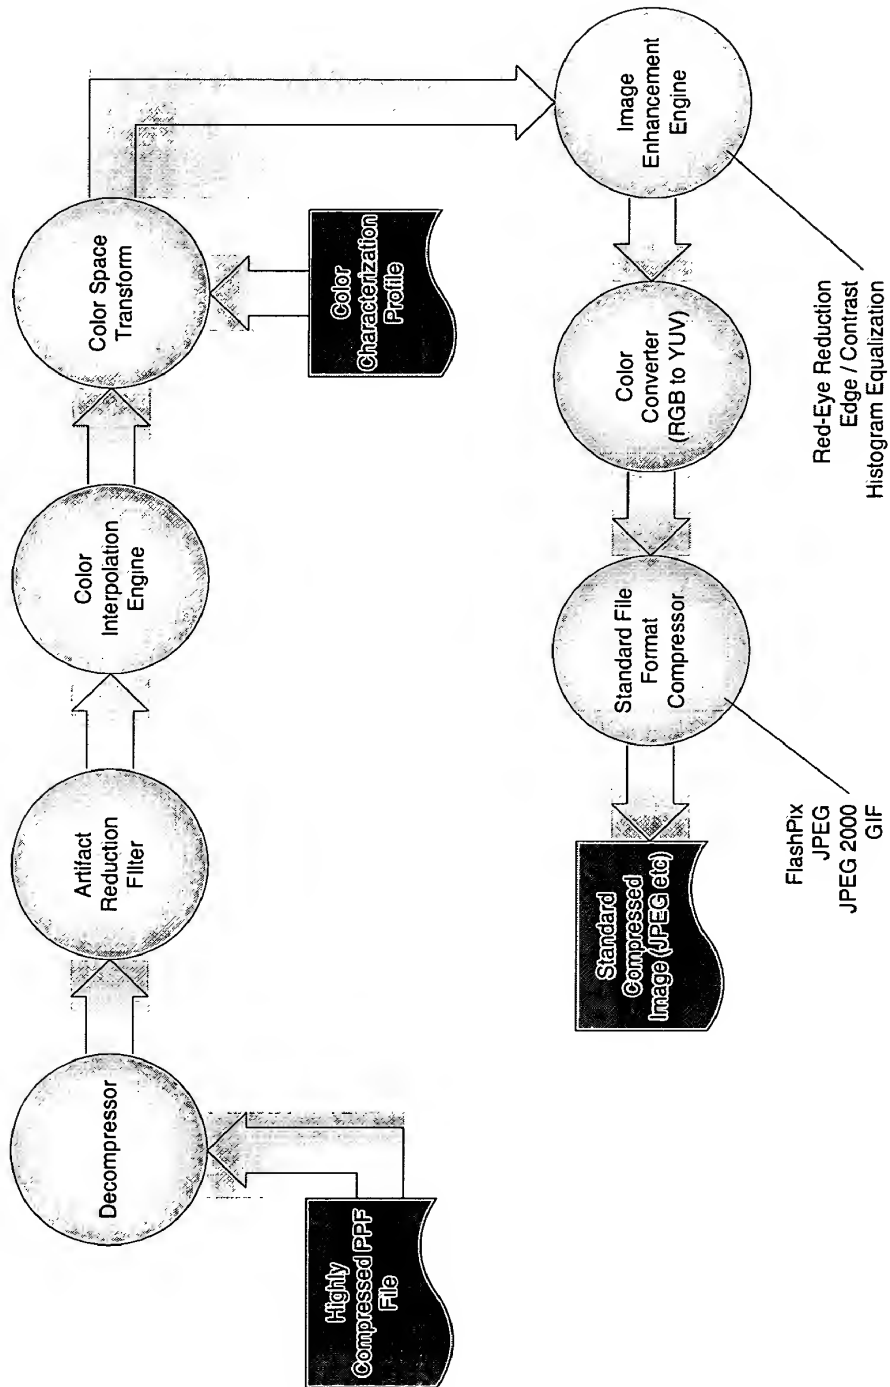 Highly
Compressed PPF
File
Decompressor
Artifact
Reduction
FIlter
Color
Interpolation
Engine
Color Space
Transform
Color
Characterization
Profile
Image
Enhancement
Engine
Red-Eye Reduction
Edge / Contrast
Histogram Equalization
Color
Converter
(RGB to YUV)
Standard File
Format
Compressor
FlashPix
JPEG
JPEG 2000
GIF
Standard
Compressed
Image (JPEG etc)